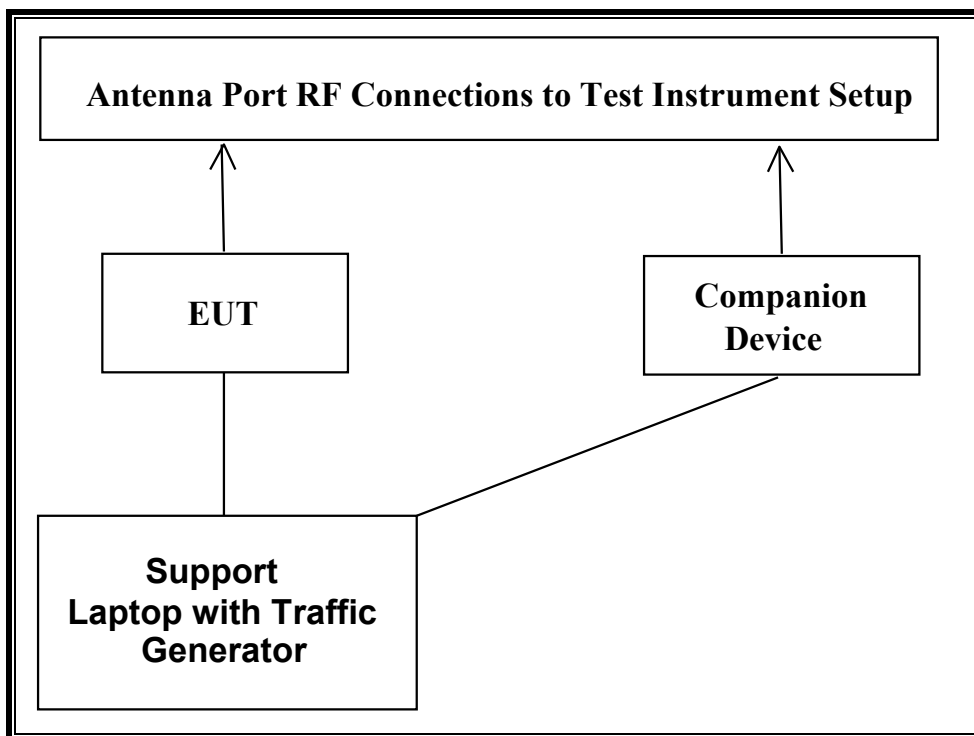 Antenna Port RF Connections to Test Instrument Setup
EUT
Companion
Device
Support
Laptop with Traffic
Generator